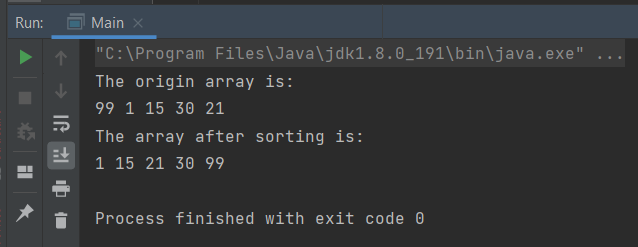 Run: Main
"C:\Program Files\Java\jdk1.8.0_191\bin\java.exe" ...
The origin array is:
99 1 15 30 21
The array after sorting is:
1 15 21 30 99
Process finished with exit code 0